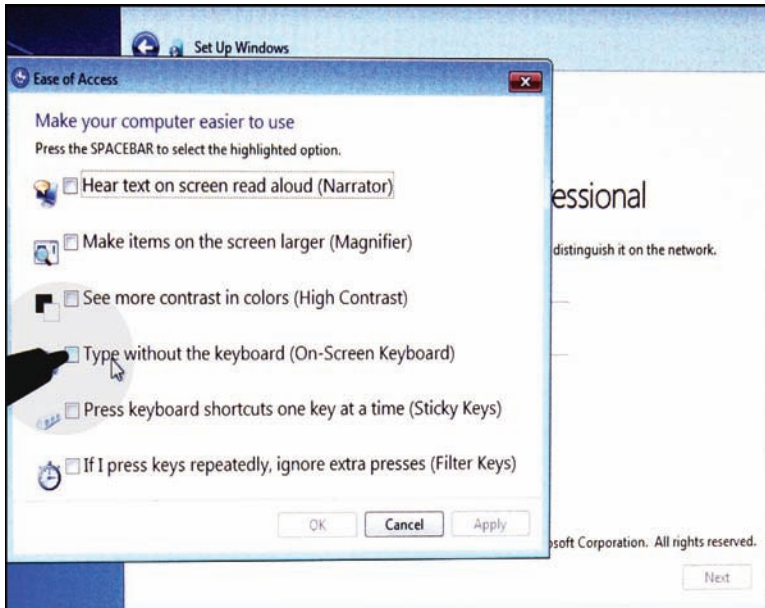 Set Up Windows
Ease of Access
Make your computer easier to use
Press the SPACEBAR to select the highlighted option.
Hear text on screen read aloud (Narrator)
Make items on the screen larger (Magnifier)
See more contrast in colors (High Contrast)
Type without the keyboard (On-Screen Keyboard)
Press keyboard shortcuts one key at a time (Sticky Keys)
If I press keys repeatedly, ignore extra presses (Filter Keys)
OK Cancel Apply
essional
distinguish it on the network.
osoft Corporation. All rights reserved.
Next